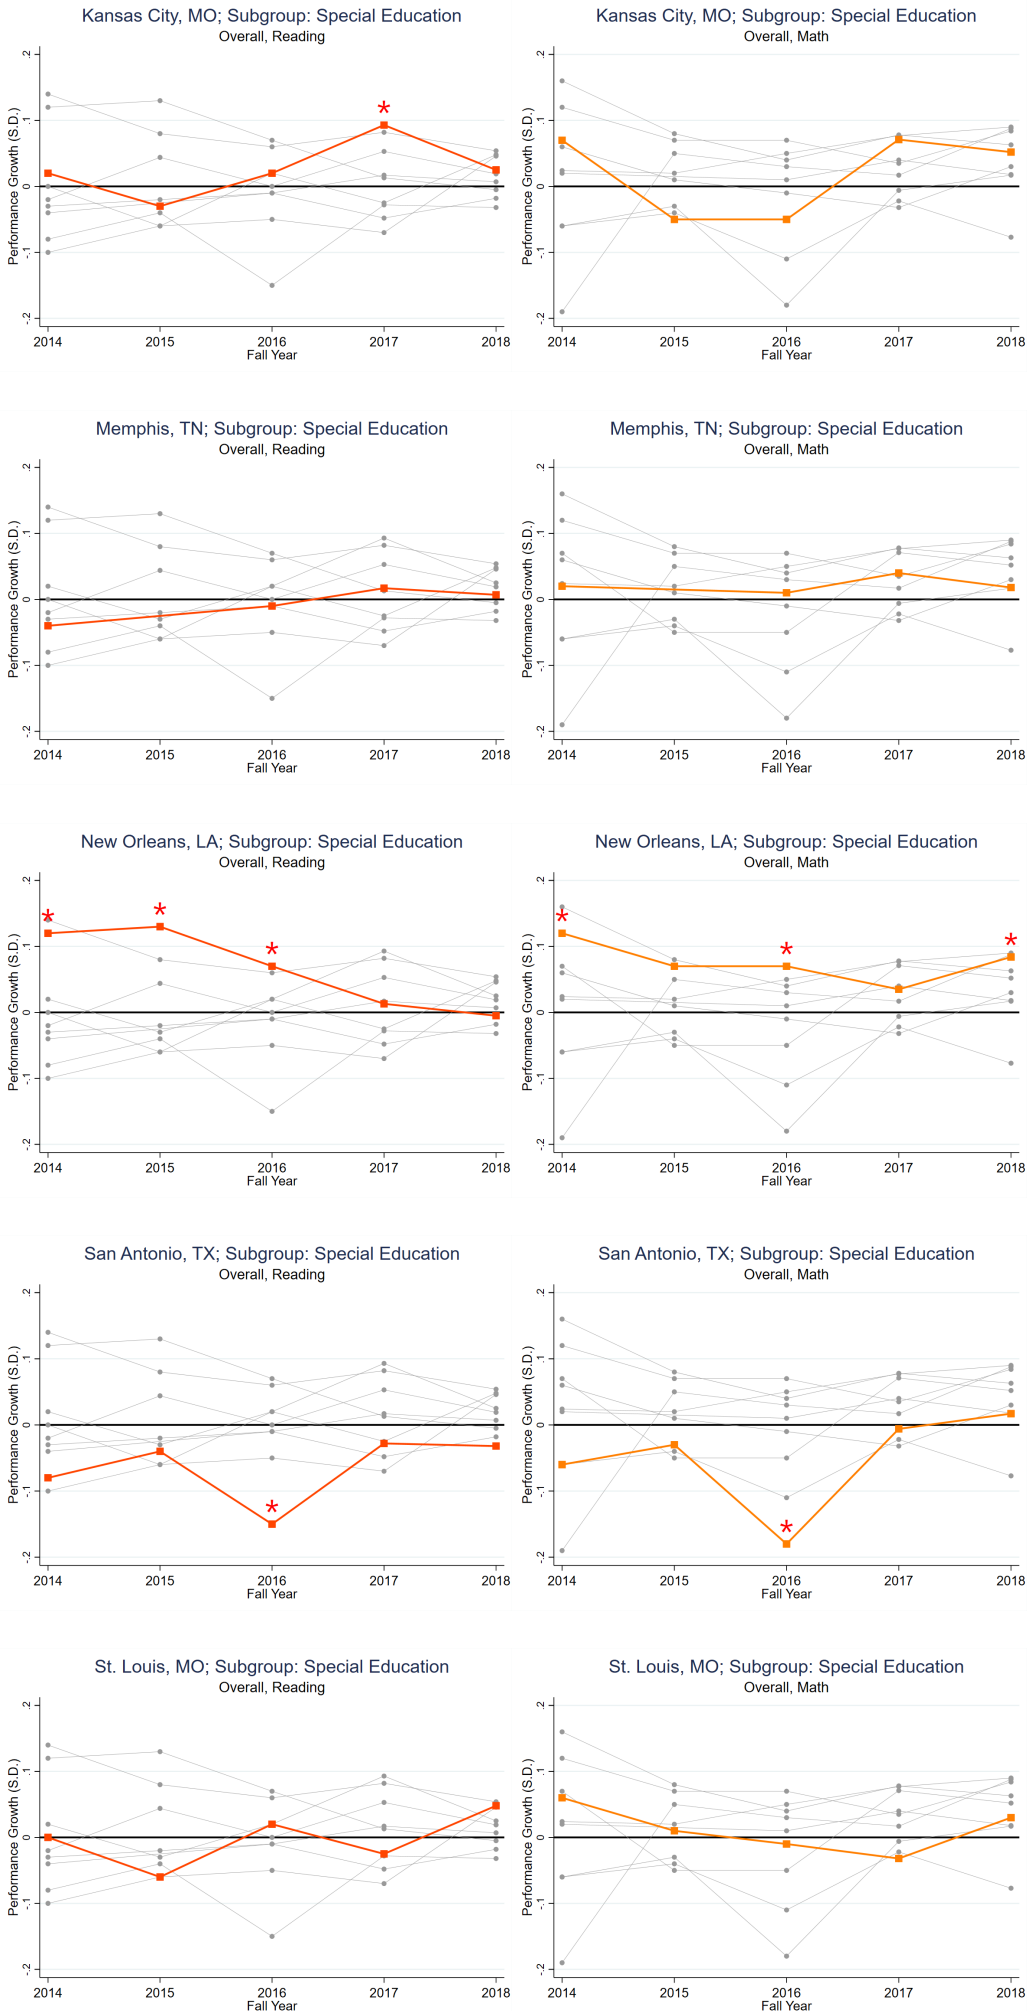 Kansas City, MO; Subgroup: Special Education
Overall, Reading
Performance Growth (S.D.)
.2
.1
0
-.1
-.2
*
2014 2015 2016 2017 2018
Fall Year
Kansas City, MO; Subgroup: Special Education
Overall, Math
Performance Growth (S.D.)
.2
.1
0
-.1
-.2
2014 2015 2016 2017 2018
Fall Year
Memphis, TN; Subgroup: Special Education
Overall, Reading
Performance Growth (S.D.)
.2
.1
0
-.1
-.2
2014 2015 2016 2017 2018
Fall Year
Memphis, TN; Subgroup: Special Education
Overall, Math
Performance Growth (S.D.)
.2
.1
0
-.1
-.2
2014 2015 2016 2017 2018
Fall Year
New Orleans, LA; Subgroup: Special Education
Overall, Reading
Performance Growth (S.D.)
.2
.1
0
-.1
-.2
* * *
2014 2015 2016 2017 2018
Fall Year
New Orleans, LA; Subgroup: Special Education
Overall, Math
Performance Growth (S.D.)
.2
.1
0
-.1
-.2
* * *
2014 2015 2016 2017 2018
Fall Year
San Antonio, TX; Subgroup: Special Education
Overall, Reading
Performance Growth (S.D.)
.2
.1
0
-.1
-.2
*
2014 2015 2016 2017 2018
Fall Year
San Antonio, TX; Subgroup: Special Education
Overall, Math
Performance Growth (S.D.)
.2
.1
0
-.1
-.2
*
2014 2015 2016 2017 2018
Fall Year
St. Louis, MO; Subgroup: Special Education
Overall, Reading
Performance Growth (S.D.)
.2
.1
0
-.1
-.2
2014 2015 2016 2017 2018
Fall Year
St. Louis, MO; Subgroup: Special Education
Overall, Math
Performance Growth (S.D.)
.2
.1
0
-.1
-.2
2014 2015 2016 2017 2018
Fall Year